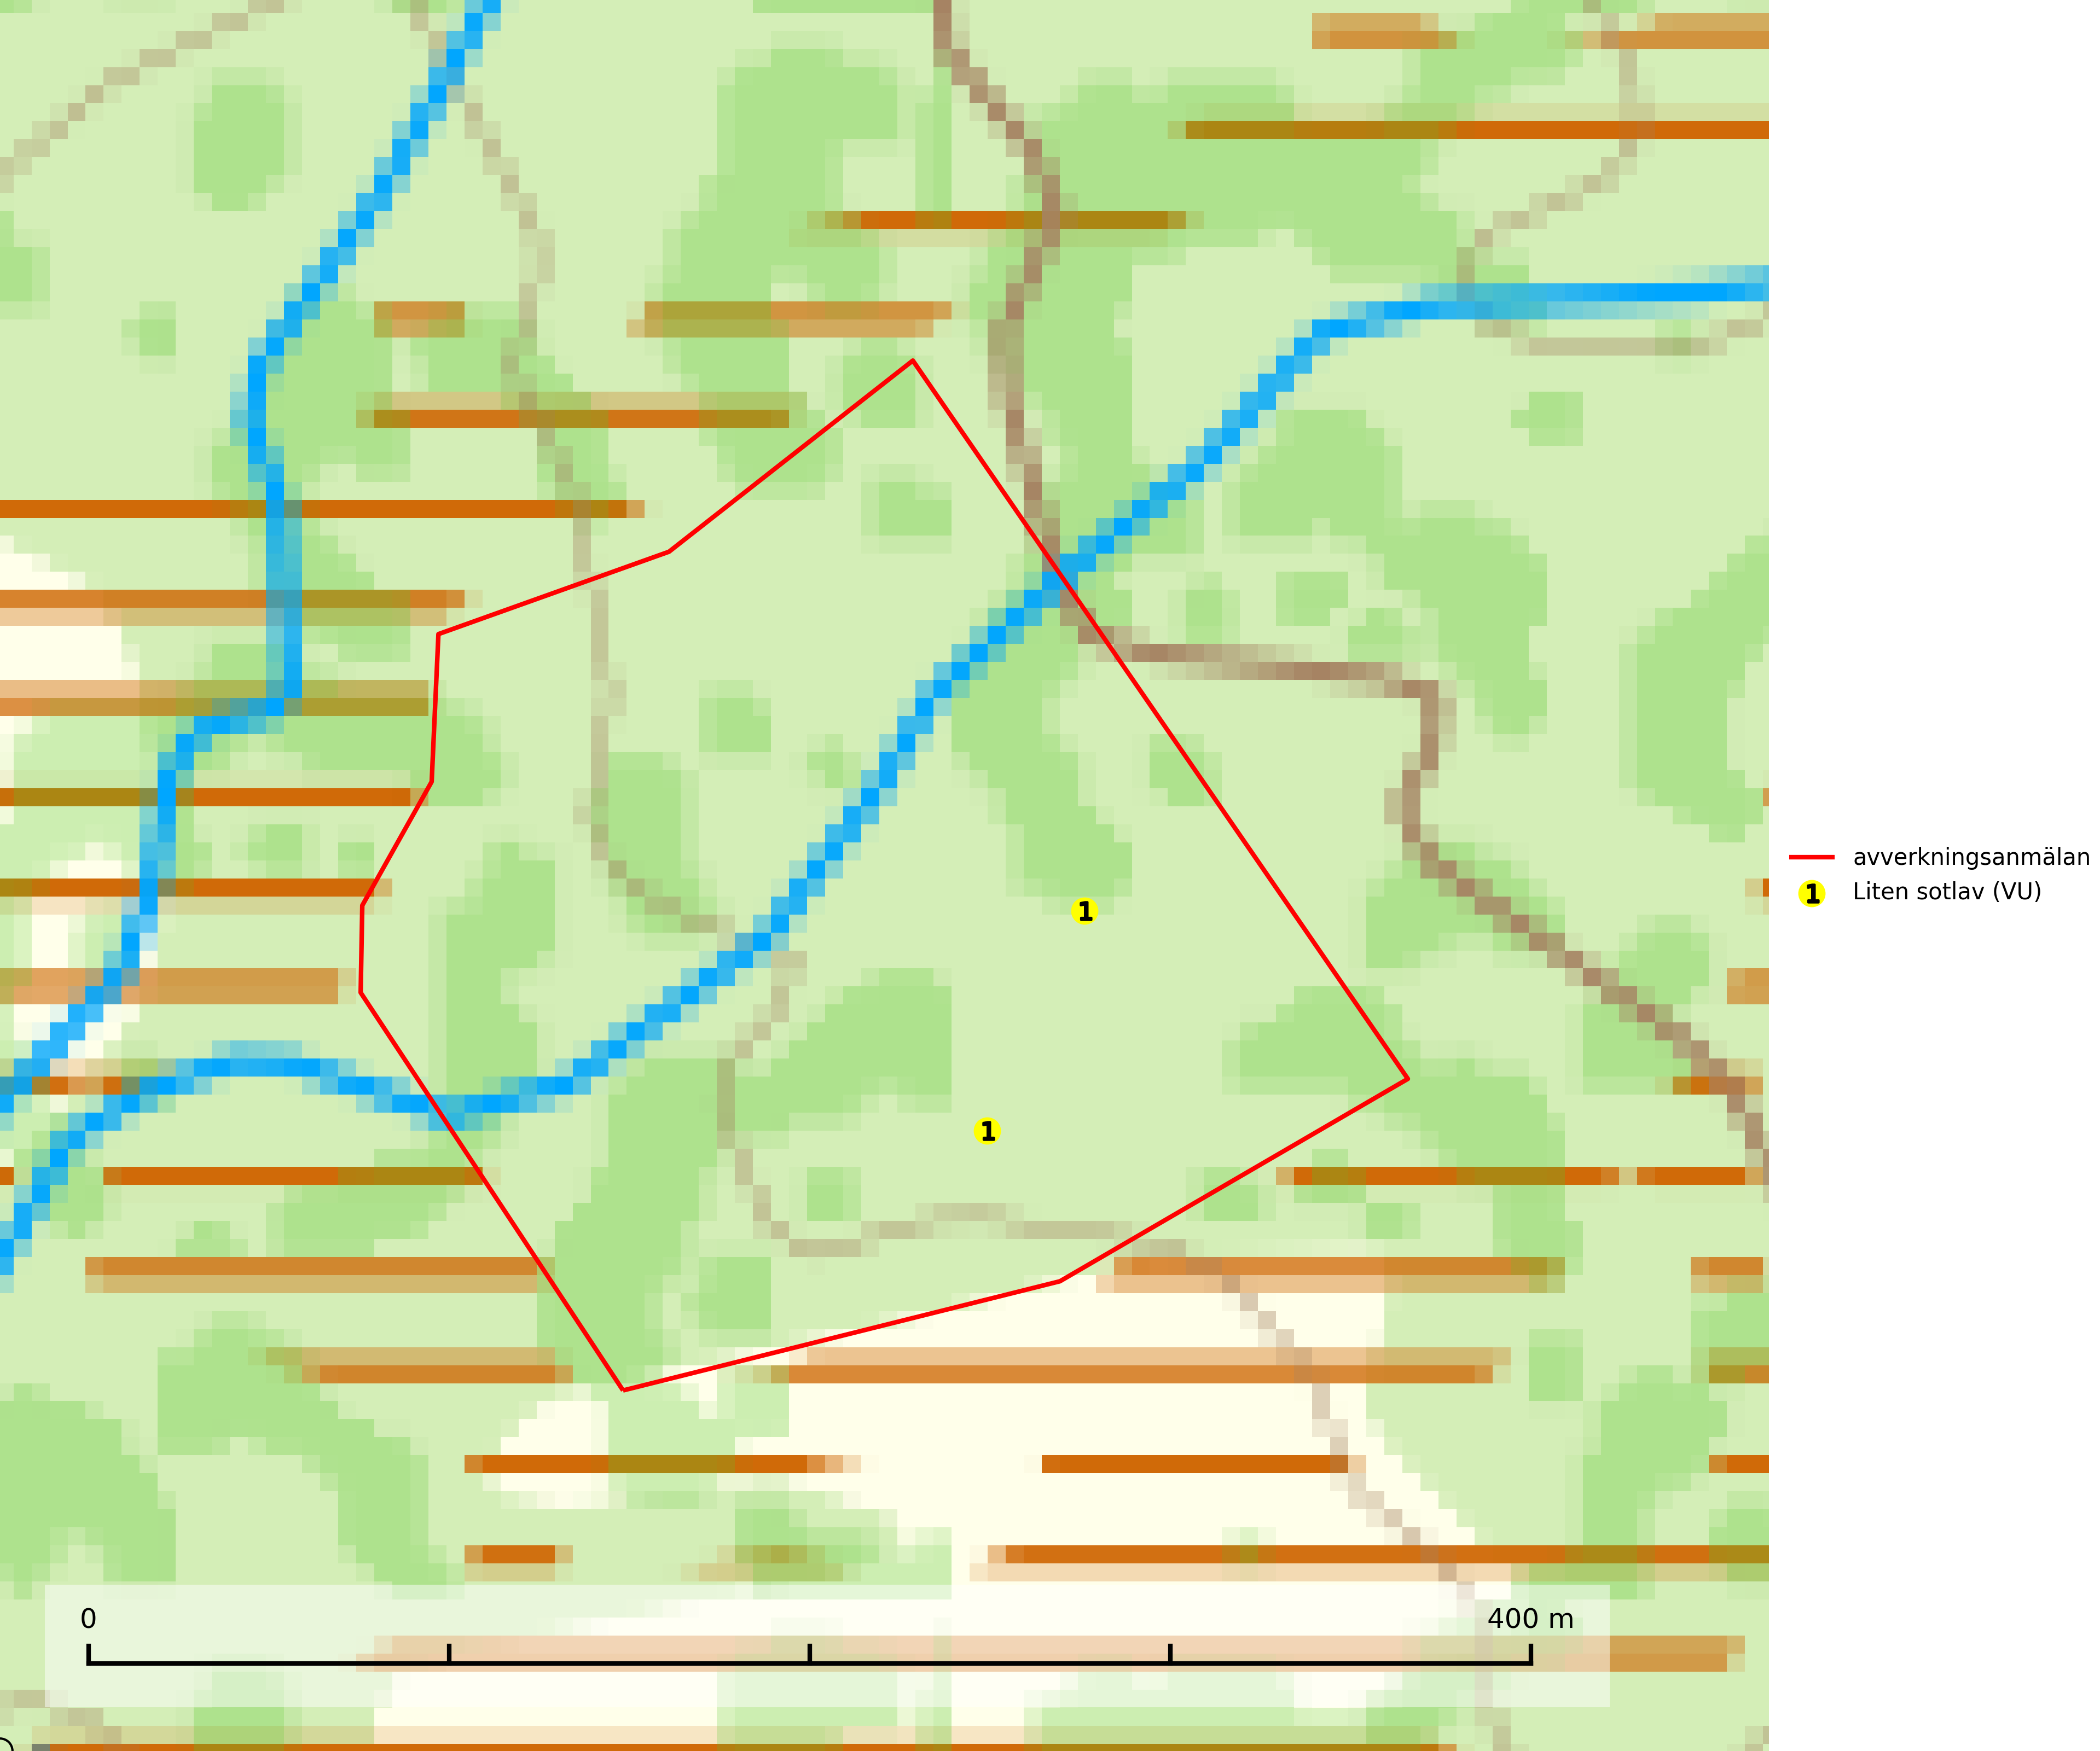 1
1
avverkningsanmälan
1 Liten sotlav (VU)
0 400 m